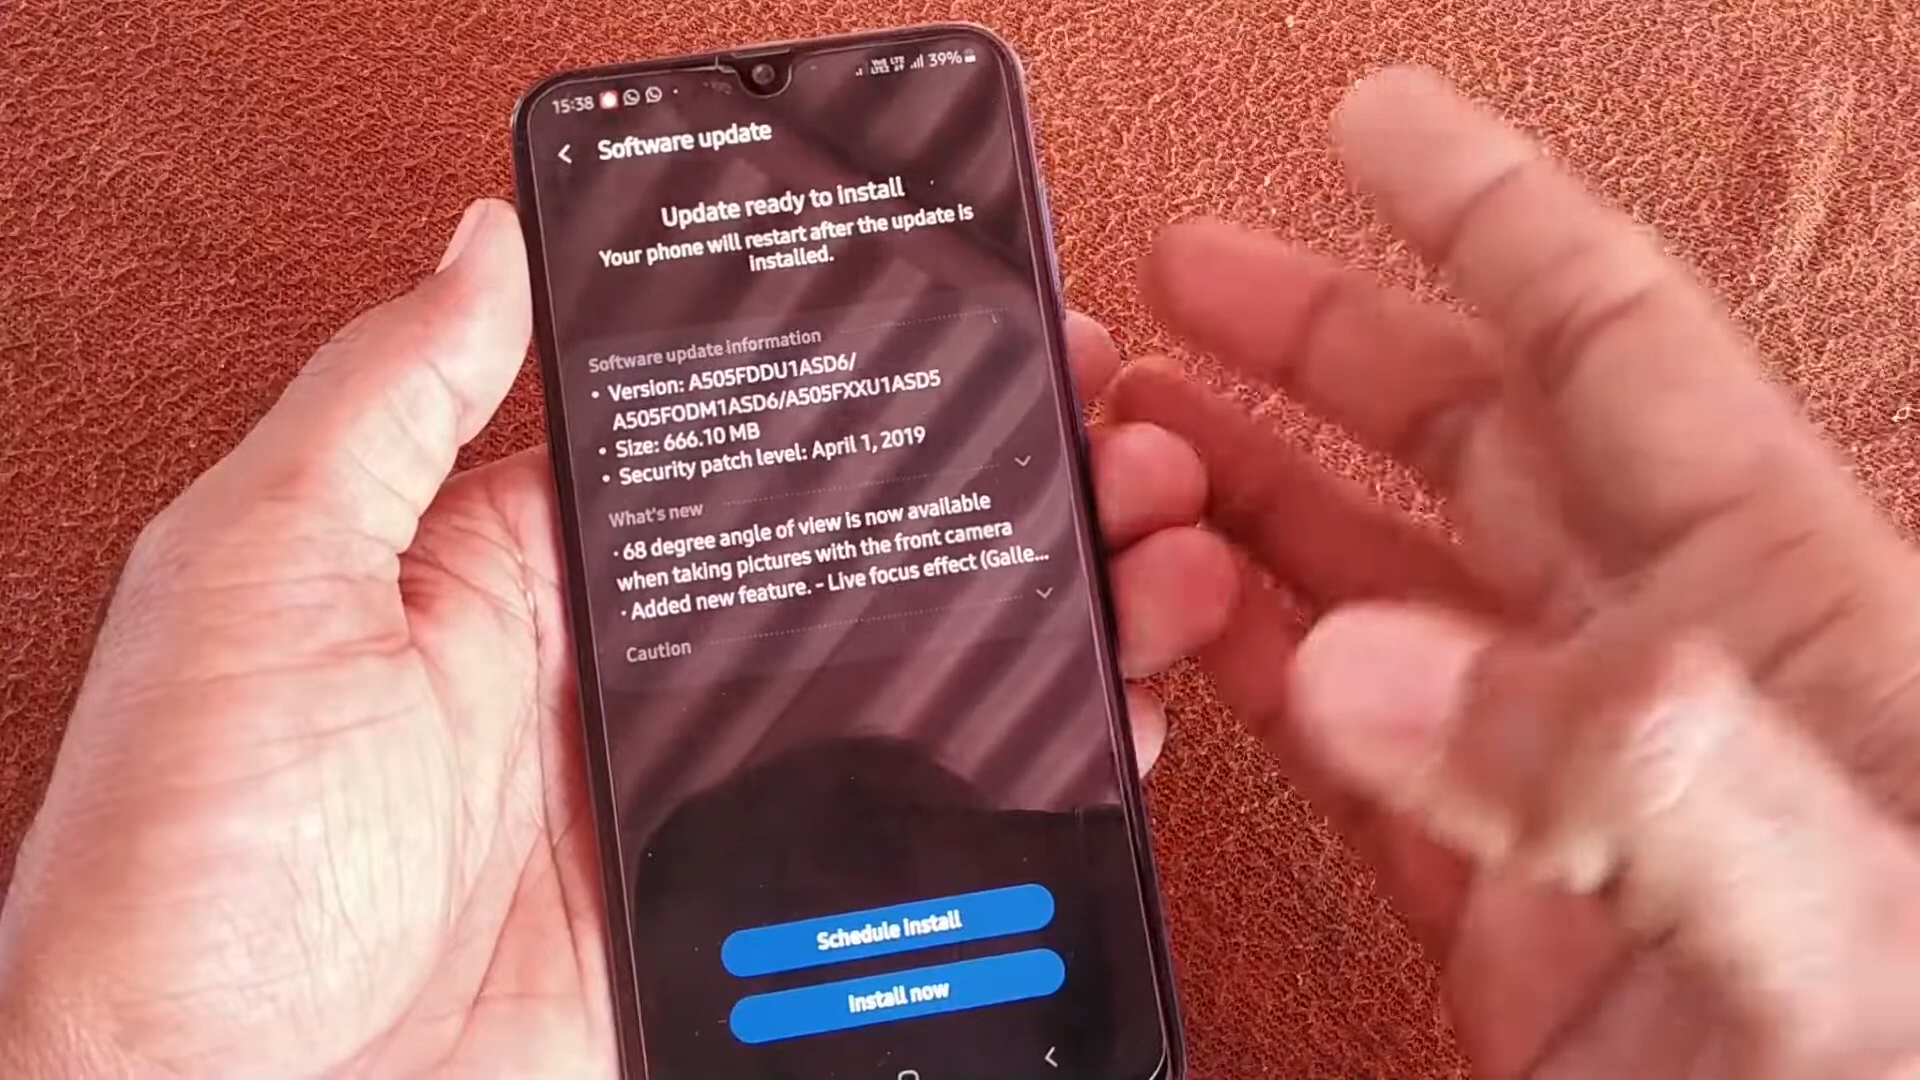 15:38
39%
Software update
Update ready to install
Your phone will restart after the update is
installed.
Software update information
• Version: A505FDDU1ASD6/
A505FODM1ASD6/A505FXXU1ASD5
• Size: 666.10 MB
• Security patch level: April 1, 2019
What's new
· 68 degree angle of view is now available
when taking pictures with the front camera
· Added new feature. - Live focus effect (Galle...
Caution
Schedule install
Install now